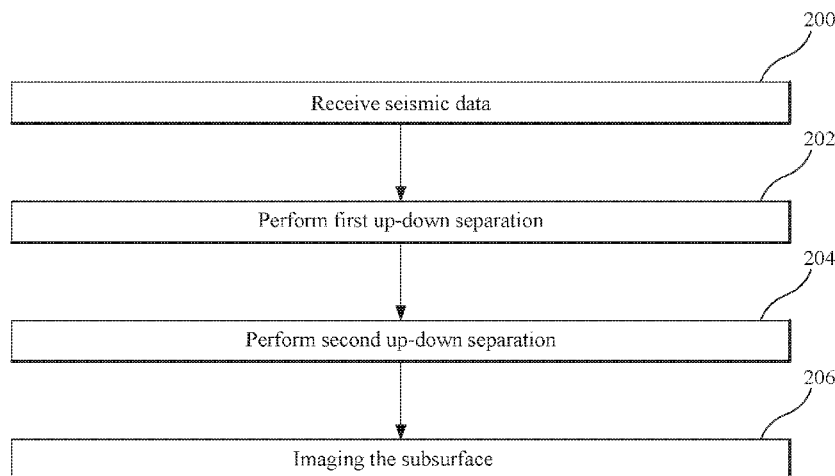 200
Receive seismic data
202
Perform first up-down separation
204
Perform second up-down separation
206
Imaging the subsurface